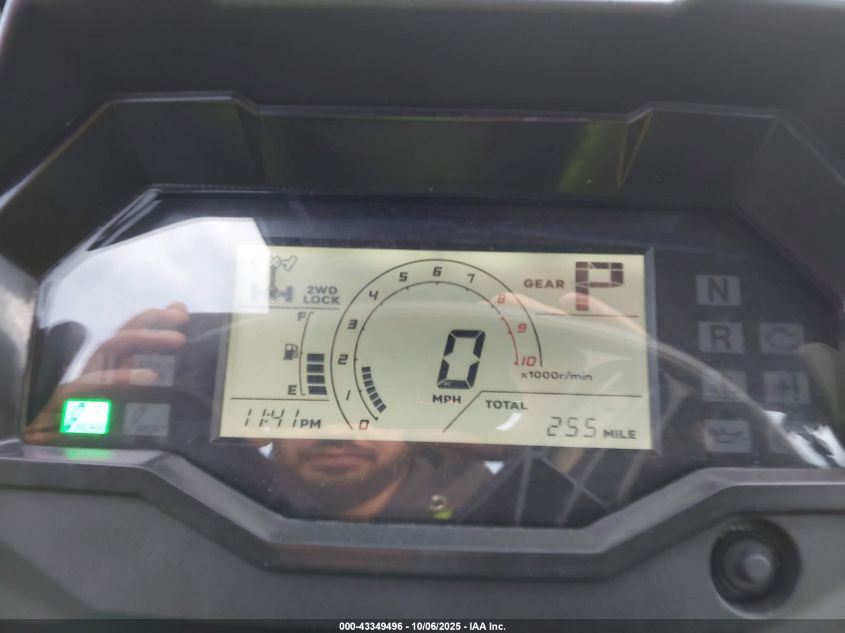 2WD
LOCK
F
E
11:41 PM
0
1
2
3
4
5
6
7
8
9
10
x1000r/min
0
MPH
GEAR P
TOTAL
255 MILE
N
R
000-43349496 - 10/06/2025 - IAA Inc.